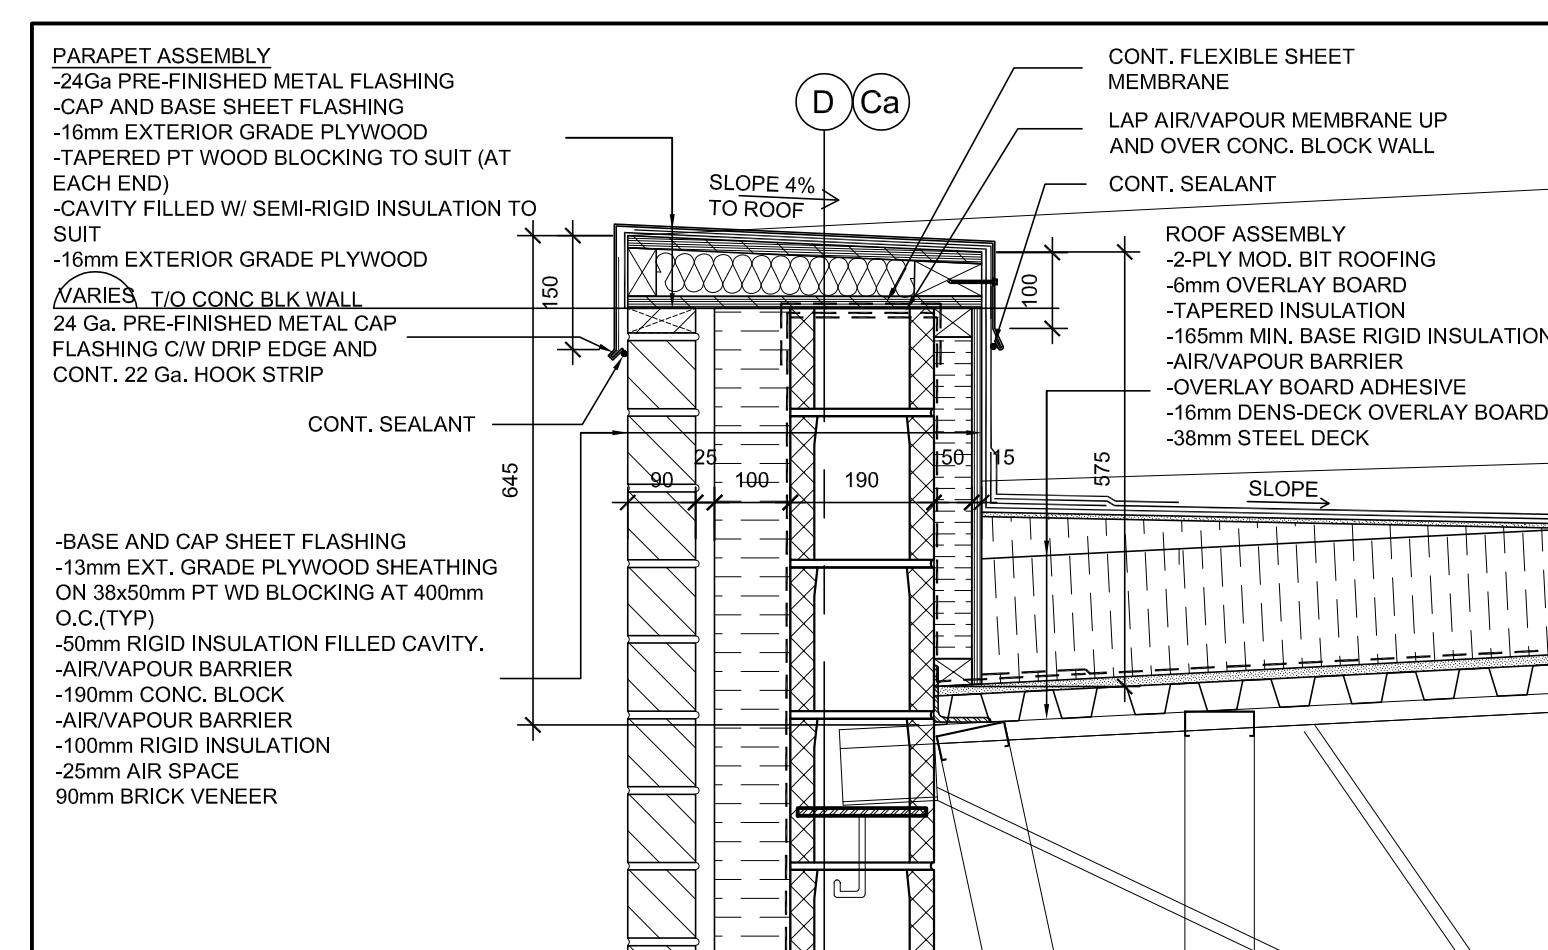 PARAPET ASSEMBLY
-24Ga PRE-FINISHED METAL FLASHING
-CAP AND BASE SHEET FLASHING
-16mm EXTERIOR GRADE PLYWOOD
-TAPERED PT WOOD BLOCKING TO SUIT (AT
EACH END)
-CAVITY FILLED W/ SEMI-RIGID INSULATION TO
SUIT
-16mm EXTERIOR GRADE PLYWOOD
VARIES T/O CONC BLK WALL
24 Ga. PRE-FINISHED METAL CAP
FLASHING C/W DRIP EDGE AND
CONT. 22 Ga. HOOK STRIP
CONT. SEALANT
-BASE AND CAP SHEET FLASHING
-13mm EXT. GRADE PLYWOOD SHEATHING
ON 38x50mm PT WD BLOCKING AT 400mm
O.C.(TYP)
-50mm RIGID INSULATION FILLED CAVITY.
-AIR/VAPOUR BARRIER
-190mm CONC. BLOCK
-AIR/VAPOUR BARRIER
-100mm RIGID INSULATION
-25mm AIR SPACE
90mm BRICK VENEER
D Ca
SLOPE 4%
TO ROOF
150
645
25
90
100
190
50
15
100
575
SLOPE
CONT. FLEXIBLE SHEET
MEMBRANE
LAP AIR/VAPOUR MEMBRANE UP
AND OVER CONC. BLOCK WALL
CONT. SEALANT
ROOF ASSEMBLY
-2-PLY MOD. BIT ROOFING
-6mm OVERLAY BOARD
-TAPERED INSULATION
-165mm MIN. BASE RIGID INSULATION
-AIR/VAPOUR BARRIER
-OVERLAY BOARD ADHESIVE
-16mm DENS-DECK OVERLAY BOARD
-38mm STEEL DECK